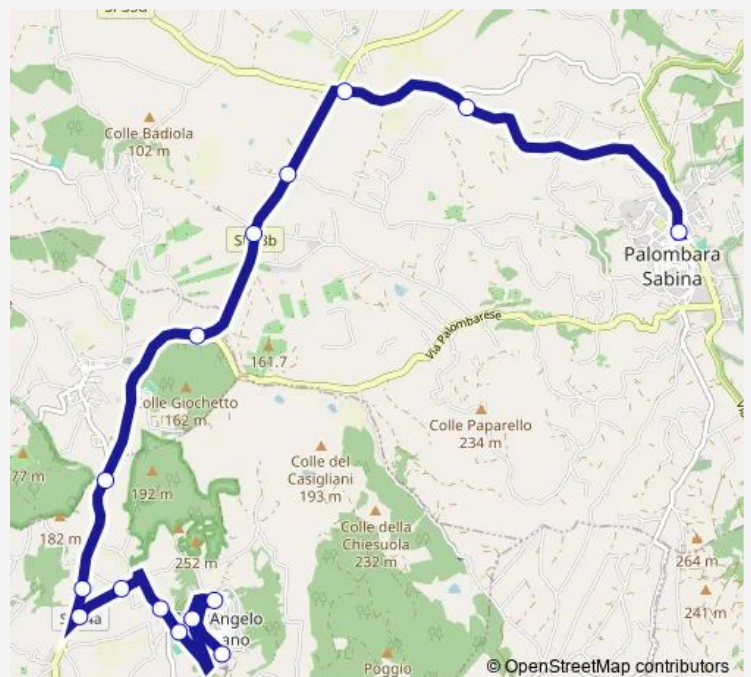 Colle Badiola
102 m
Palombara
Sabina
Via Palombarese
161.7
Colle Giochetto
162 m
Colle Paparello
234 m
Colle del
Casigliani
193 m
77 m
192 m
Colle della
Chiesuola
232 m
182 m
252 m
264 m
241 m
Angelo
Poggio
© OpenStreetMap contributors